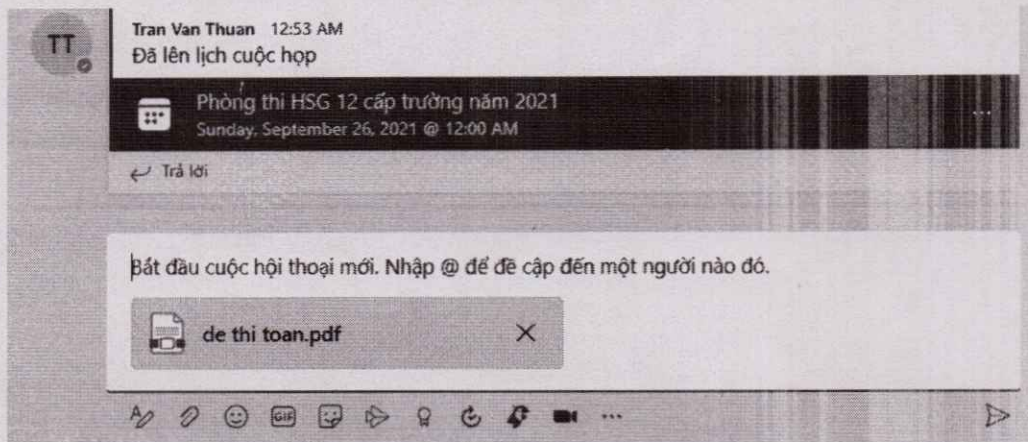 TT
Tran Van Thuan 12:53 AM
Đã lên lịch cuộc họp
Phòng thi HSG 12 cấp trường năm 2021
Sunday, September 26, 2021 @ 12:00 AM
Trả lời
Bắt đầu cuộc hội thoại mới. Nhập @ để đề cập đến một người nào đó.
de thi toan.pdf
GIF